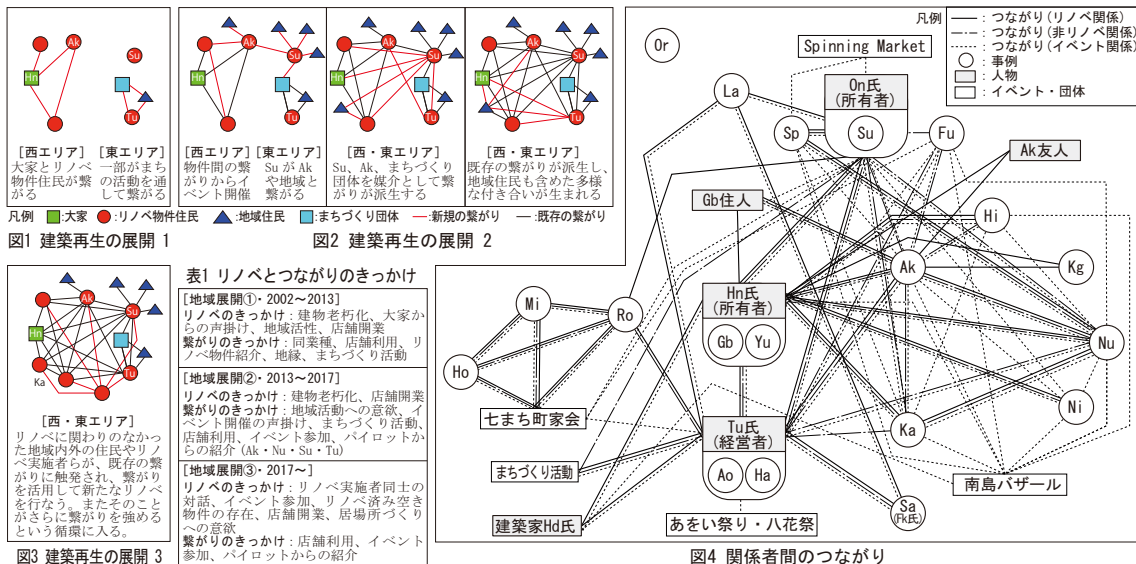 Ak
Hn
Su
Tu
[西エリア]
大家とリノベ
物件住民が繋
がる
[東エリア]
一部がまち
の活動を通
して繋がる
Ak
Hn
Su
Tu
[西エリア]
物件間の繋
がりからイ
ベント開催
[東エリア]
SuがAk
や地域と
繋がる
Ak
Su
Hn
Tu
[西・東エリア]
Su、Ak、まちづくり
団体を媒介として繋
がりが派生する
Ak
Su
Hn
Tu
[西・東エリア]
既存の繋がりが派生し、
地域住民も含めた多様
な付き合いが生まれる
凡例 :大家 :リノベ物件住民 :地域住民 :まちづくり団体 :新規の繋がり :既存の繋がり
図1 建築再生の展開 1
図2 建築再生の展開 2
Ak
Su
Hn
Tu
Ka
[西・東エリア]
リノベに関わりのなかっ
た地域内外の住民やリノ
ベ実施者らが、既存の繋
がりに触発され、繋がり
を活用して新たなリノベ
を行なう。またそのこと
がさらに繋がりを強める
という循環に入る。
図3 建築再生の展開 3
表1 リノベとつながりのきっかけ
[地域展開①・2002~2013]
リノベのきっかけ：建物老朽化、大家か
らの声掛け、地域活性、店舗開業
繋がりのきっかけ：同業種、店舗利用、リ
ノベ物件紹介、地縁、まちづくり活動
[地域展開②・2013~2017]
リノベのきっかけ：建物老朽化、店舗開業
繋がりのきっかけ：地域活動への意欲、イ
ベント開催の声掛け、まちづくり活動、
店舗利用、イベント参加、パイロットか
らの紹介 (Ak・Nu・Su・Tu)
[地域展開③・2017~]
リノベのきっかけ：リノベ実施者同士の
対話、イベント参加、リノベ済み空き
物件の存在、店舗開業、居場所づくり
への意欲
繋がりのきっかけ：店舗利用、イベント
参加、パイロットからの紹介
凡例
：つながり(リノベ関係)
：つながり(非リノベ関係)
：つながり(イベント関係)
：事例
：人物
：イベント・団体
Or
Spinning Market
La
On氏
(所有者)
Sp
Su
Fu
Ak友人
Gb住人
Hi
Ak
Kg
Mi
Ro
Hn氏
(所有者)
Gb
Yu
Nu
Ho
Ni
七まち町家会
Tu氏
(経営者)
Ka
まちづくり活動
Ao
Ha
南島バザール
建築家Hd氏
あをい祭り・八花祭
Sa
(Fk氏)
図4 関係者間のつながり